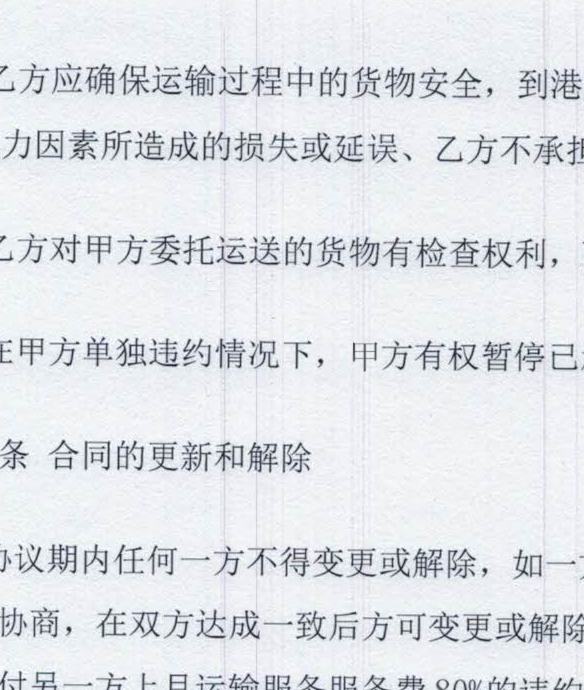 乙方应确保运输过程中的货物安全，到港
力因素所造成的损失或延误、乙方不承担
乙方对甲方委托运送的货物有检查权利，
在甲方单独违约情况下，甲方有权暂停已
条 合同的更新和解除
协议期内任何一方不得变更或解除，如一方
协商，在双方达成一致后方可变更或解除
付另一方上月运输服务服务费80%的违约